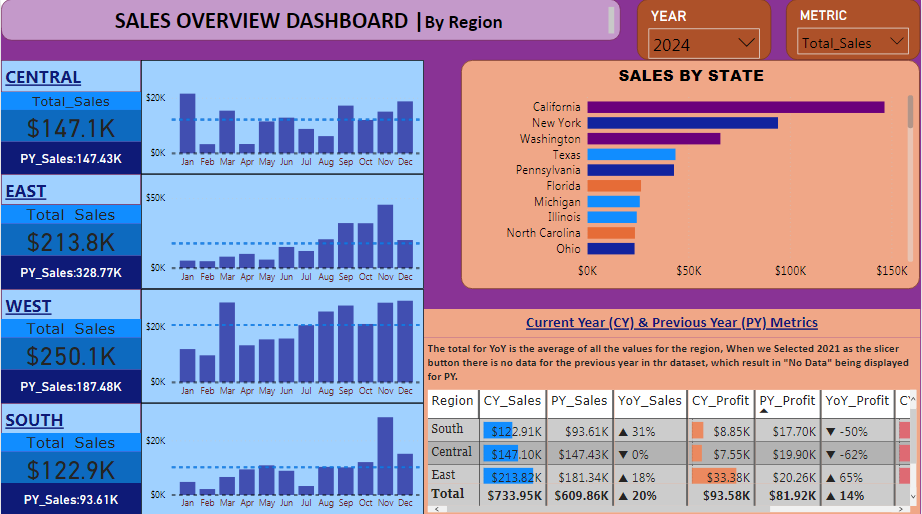 SALES OVERVIEW DASHBOARD |By Region
YEAR
2024
METRIC
Total_Sales
CENTRAL
Total_Sales
$147.1K
PY_Sales:147.43K
$20K
$0K
Jan Feb Mar Apr May Jun Jul Aug Sep Oct Nov Dec
EAST
Total Sales
$213.8K
PY_Sales:328.77K
$50K
$0K
Jan Feb Mar Apr May Jun Jul Aug Sep Oct Nov Dec
WEST
Total Sales
$250.1K
PY_Sales:187.48K
$20K
$0K
Jan Feb Mar Apr May Jun Jul Aug Sep Oct Nov Dec
SOUTH
Total Sales
$122.9K
PY_Sales:93.61K
$20K
$0K
Jan Feb Mar Apr May Jun Jul Aug Sep Oct Nov Dec
SALES BY STATE
California
New York
Washington
Texas
Pennsylvania
Florida
Michigan
Illinois
North Carolina
Ohio
$0K $50K $100K $150K
Current Year (CY) & Previous Year (PY) Metrics
The total for YoY is the average of all the values for the region, When we Selected 2021 as the slicer
button there is no data for the previous year in thr dataset, which result in "No Data" being displayed
for PY.
Region CY_Sales PY_Sales YoY_Sales CY_Profit PY_Profit YoY_Profit CY
South $122.91K $93.61K ▲ 31% $8.85K $17.70K ▼ -50%
Central $147.10K $147.43K ▼ 0% $7.55K $19.90K ▼ -62%
East $213.82K $181.34K ▲ 18% $33.38K $20.26K ▲ 65%
Total $733.95K $609.86K ▲ 20% $93.58K $81.92K ▲ 14%